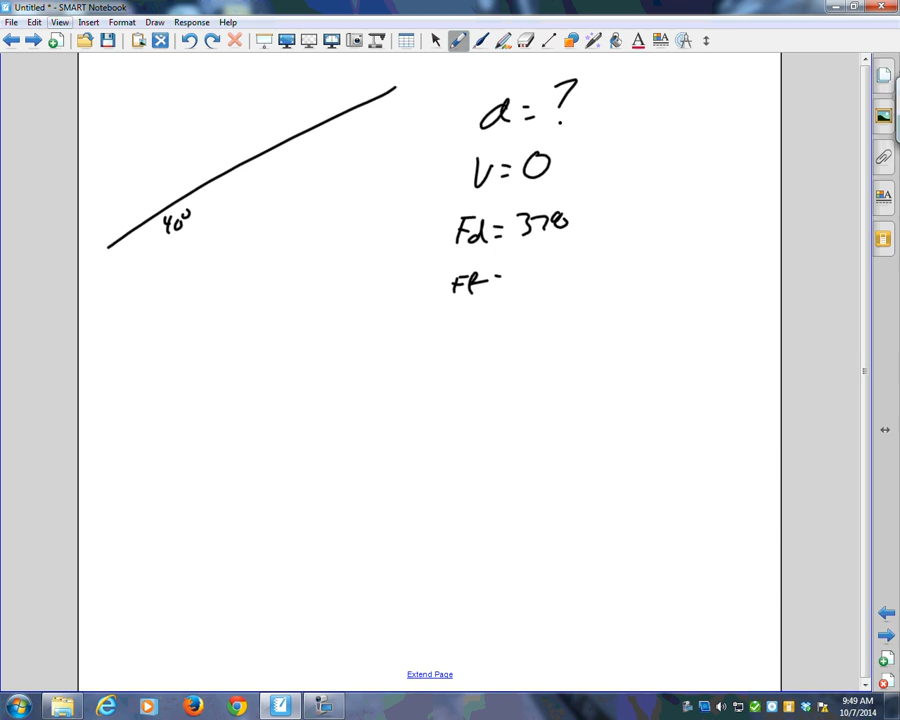 Untitled * - SMART Notebook
File Edit View Insert Format Draw Response Help
a = ?
V = 0
40°
Fd = 378
FR =
Extend Page
9:49 AM
10/7/2014